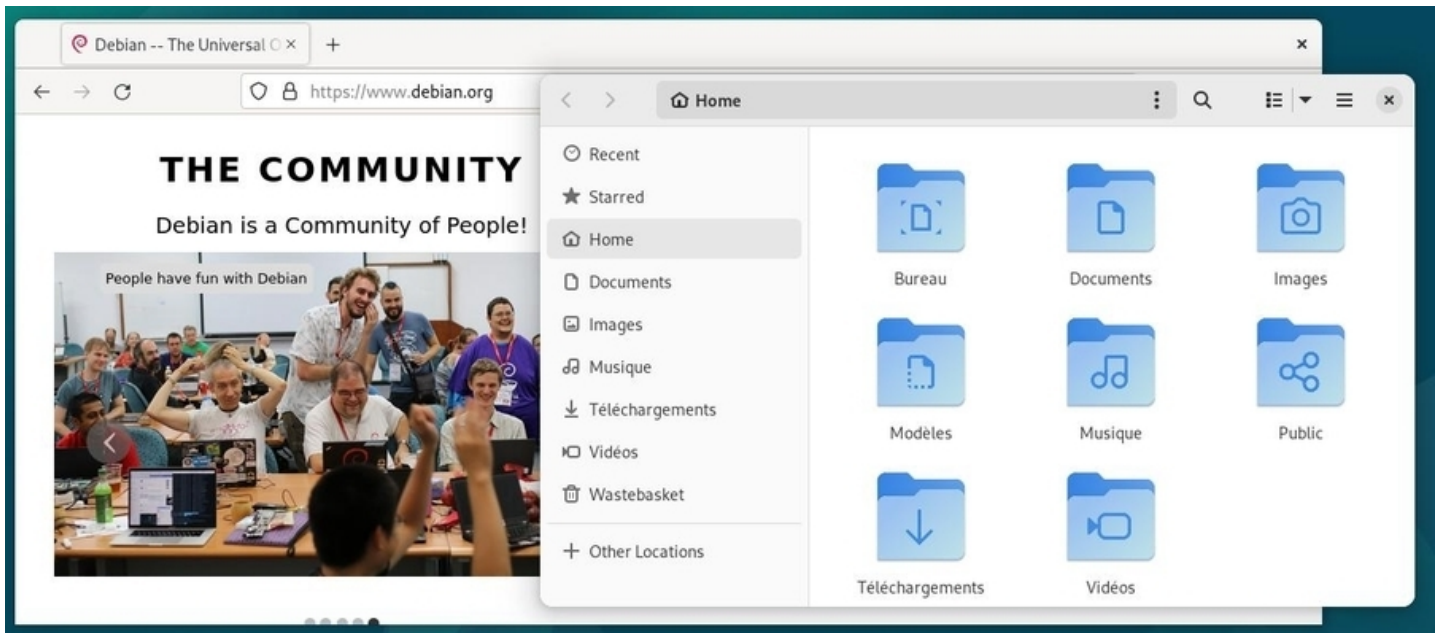 Debian -- The Universal O
https://www.debian.org
THE COMMUNITY
Debian is a Community of People!
People have fun with Debian
Home
Recent
Starred
Home
Documents
Images
Musique
Téléchargements
Vidéos
Wastebasket
Other Locations
Bureau
Documents
Images
Modèles
Musique
Public
Téléchargements
Vidéos